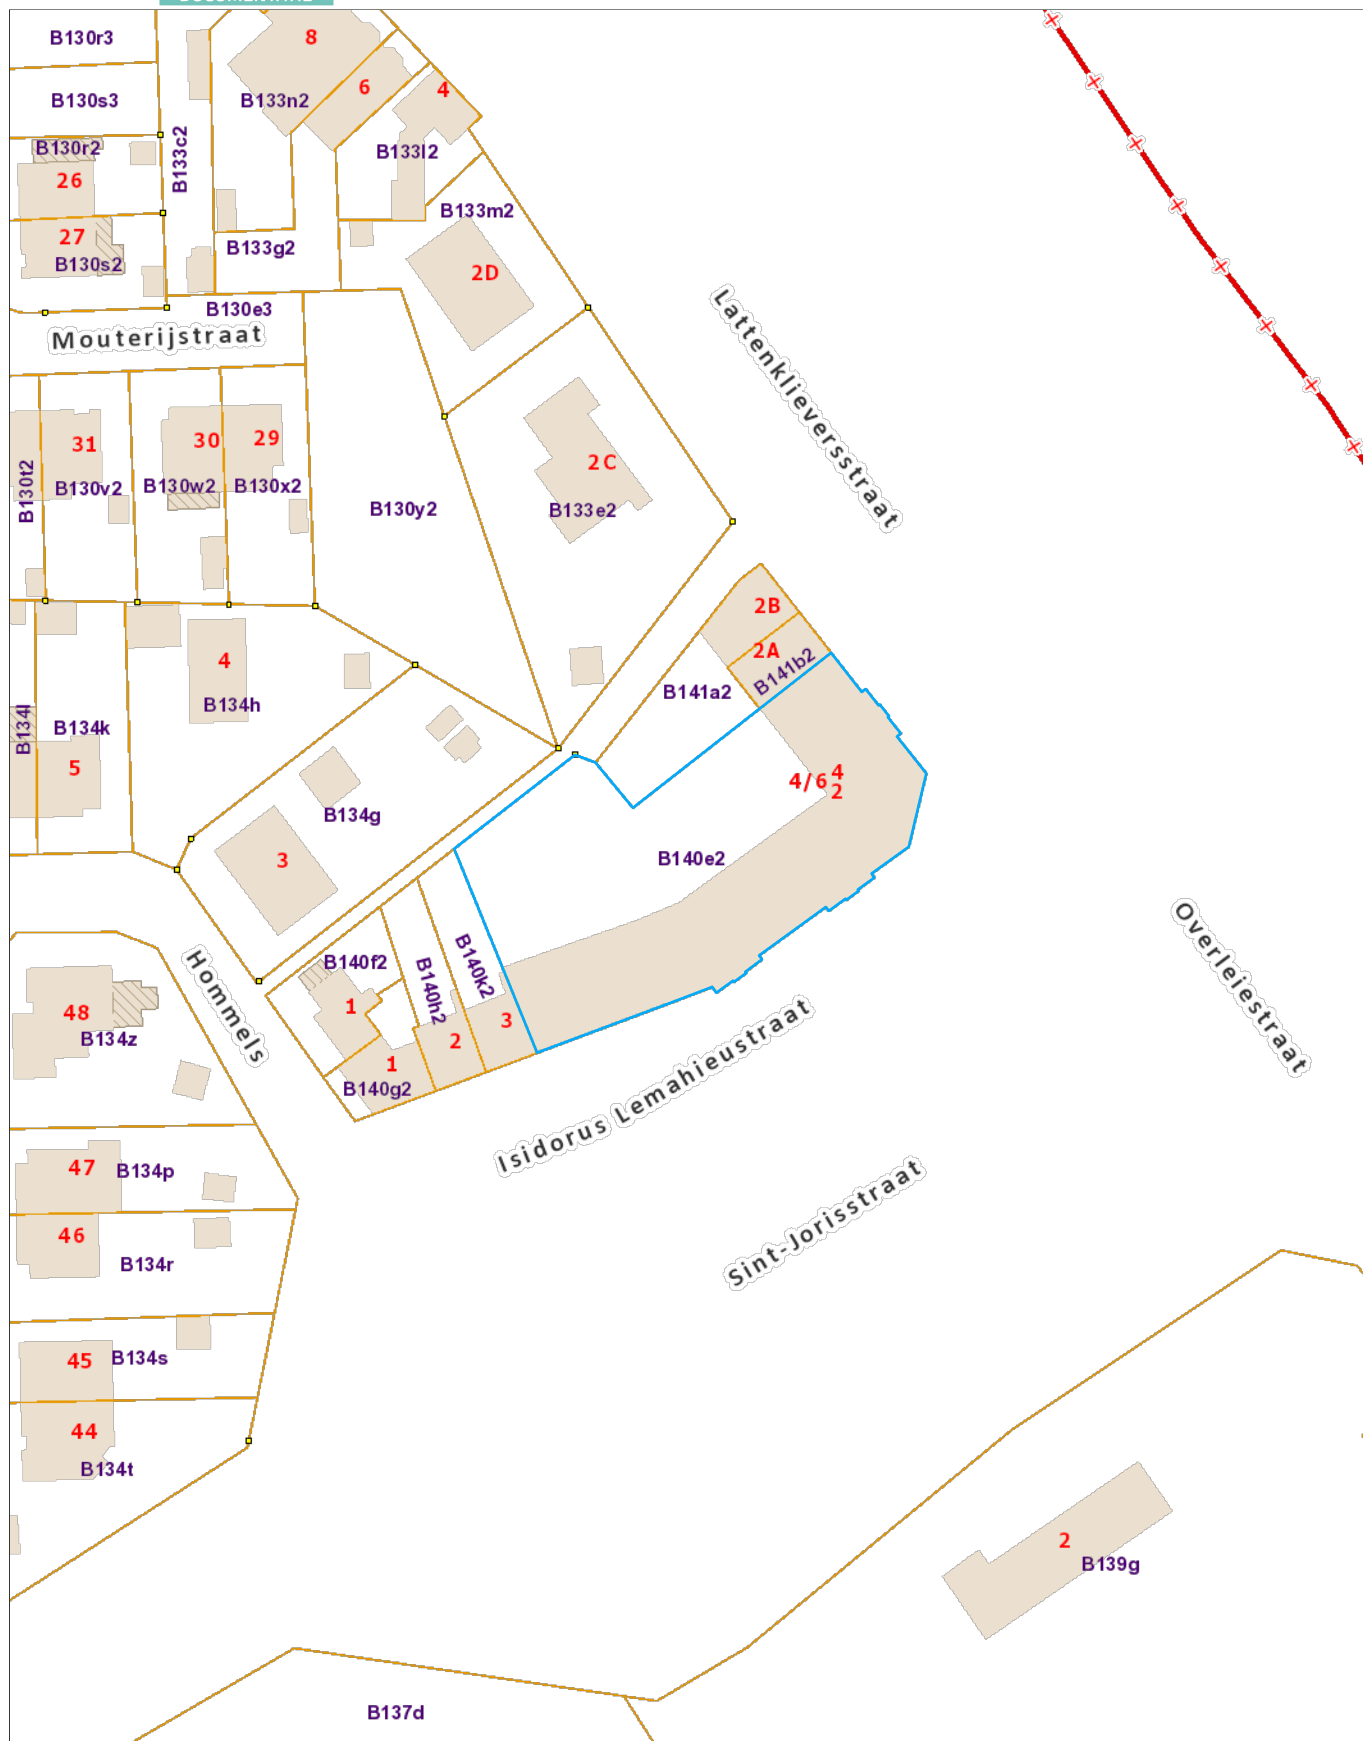 B130r3
8
B130s3
6
4
B133n2
B133c2
B130r2
B133l2
26
B133m2
27
B133g2
B130s2
2D
B130e3
Mouterijstraat
Lattenklieversstraat
31
30
29
2C
B130t2
B130v2
B130w2
B130x2
B130y2
B133e2
2B
2A
B141b2
B141a2
4
B134h
B134l
B134k
5
4/6
4
2
B134g
3
B140e2
Overleiestraat
Hommels
B140f2
B140h2
B140k2
1
3
2
1
B140g2
48
B134z
Isidorus Lemahieustraat
Sint-Jorisstraat
47
B134p
46
B134r
45
B134s
44
B134t
2
B139g
B137d